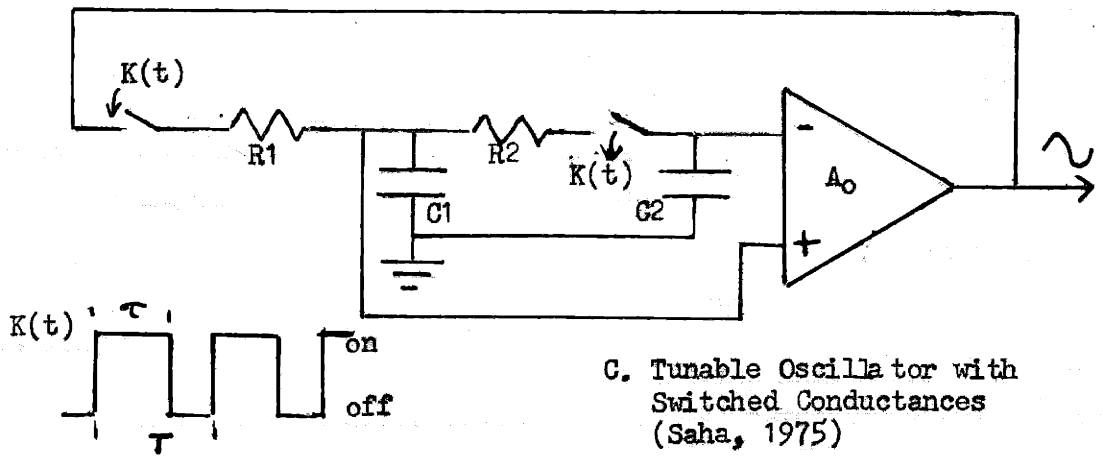 K(t)
R1
R2
K(t)
C1
C2
-
A₀
+
K(t)
τ
on
off
T
C. Tunable Oscillator with
Switched Conductances
(Saha, 1975)